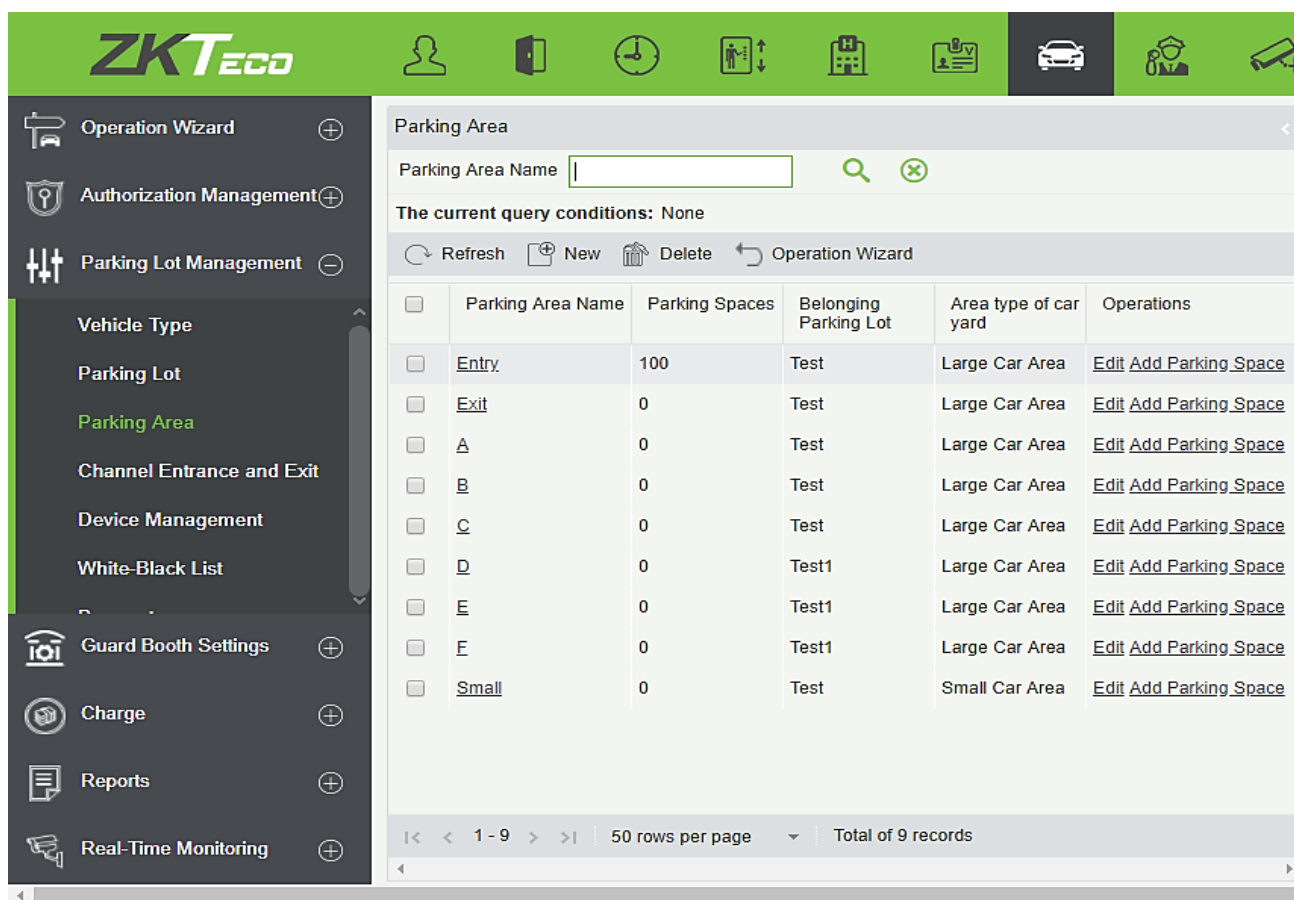 ZKTeco
Operation Wizard
Authorization Management
Parking Lot Management
Vehicle Type
Parking Lot
Parking Area
Channel Entrance and Exit
Device Management
White-Black List
Guard Booth Settings
Charge
Reports
Real-Time Monitoring
Parking Area
Parking Area Name
The current query conditions: None
Refresh New Delete Operation Wizard
Parking Area Name Parking Spaces Belonging Parking Lot Area type of car yard Operations
Entry 100 Test Large Car Area Edit Add Parking Space
Exit 0 Test Large Car Area Edit Add Parking Space
A 0 Test Large Car Area Edit Add Parking Space
B 0 Test Large Car Area Edit Add Parking Space
C 0 Test Large Car Area Edit Add Parking Space
D 0 Test1 Large Car Area Edit Add Parking Space
E 0 Test1 Large Car Area Edit Add Parking Space
F 0 Test1 Large Car Area Edit Add Parking Space
Small 0 Test Small Car Area Edit Add Parking Space
1 - 9 50 rows per page Total of 9 records